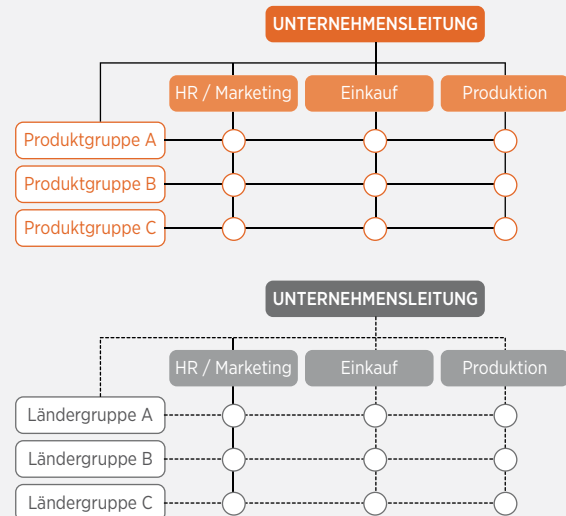 UNTERNEHMENSLEITUNG
HR / Marketing
Einkauf
Produktion
Produktgruppe A
Produktgruppe B
Produktgruppe C
UNTERNEHMENSLEITUNG
HR / Marketing
Einkauf
Produktion
Ländergruppe A
Ländergruppe B
Ländergruppe C